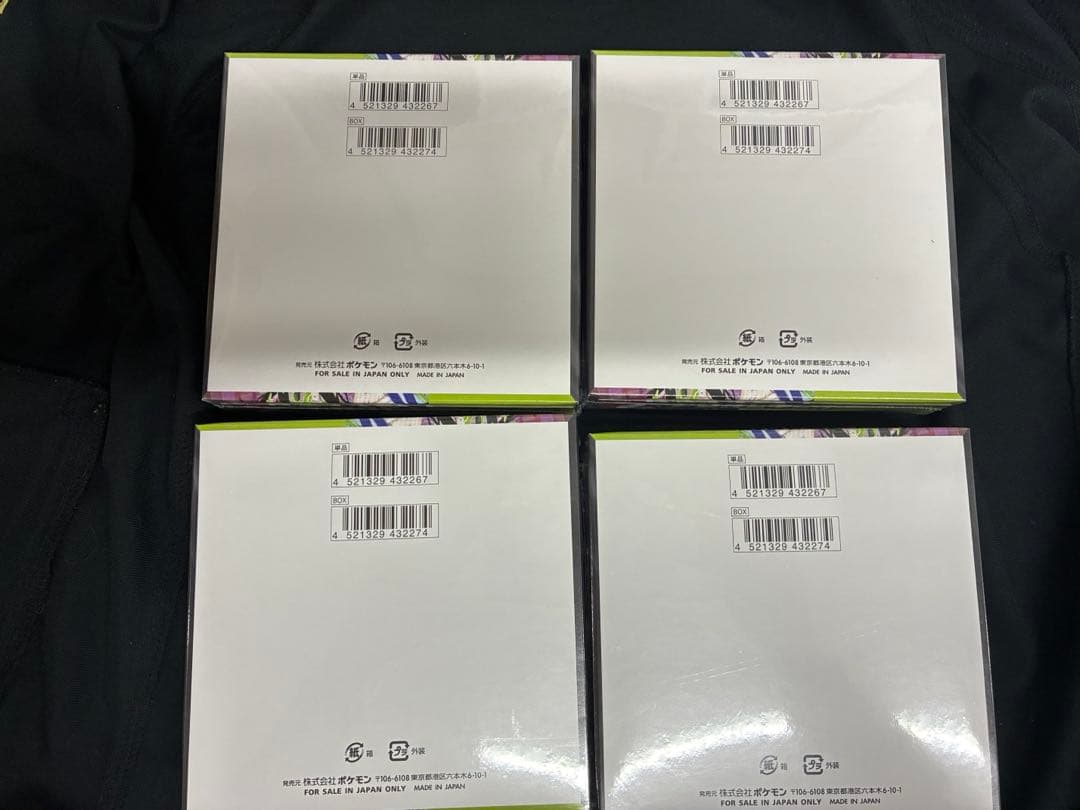 単品
4 521329 432267
BOX
4 521329 432274
紙 箱 プラ 外装
発売元 株式会社ポケモン 〒106-6108 東京都港区六本木6-10-1
FOR SALE IN JAPAN ONLY MADE IN JAPAN
単品
4 521329 432267
BOX
4 521329 432274
紙 箱 プラ 外装
発売元 株式会社ポケモン 〒106-6108 東京都港区六本木6-10-1
FOR SALE IN JAPAN ONLY MADE IN JAPAN
単品
4 521329 432267
BOX
4 521329 432274
紙 箱 プラ 外装
発売元 株式会社ポケモン 〒106-6108 東京都港区六本木6-10-1
FOR SALE IN JAPAN ONLY MADE IN JAPAN
単品
4 521329 432267
BOX
4 521329 432274
紙 箱 プラ 外装
発売元 株式会社ポケモン 〒106-6108 東京都港区六本木6-10-1
FOR SALE IN JAPAN ONLY MADE IN JAPAN